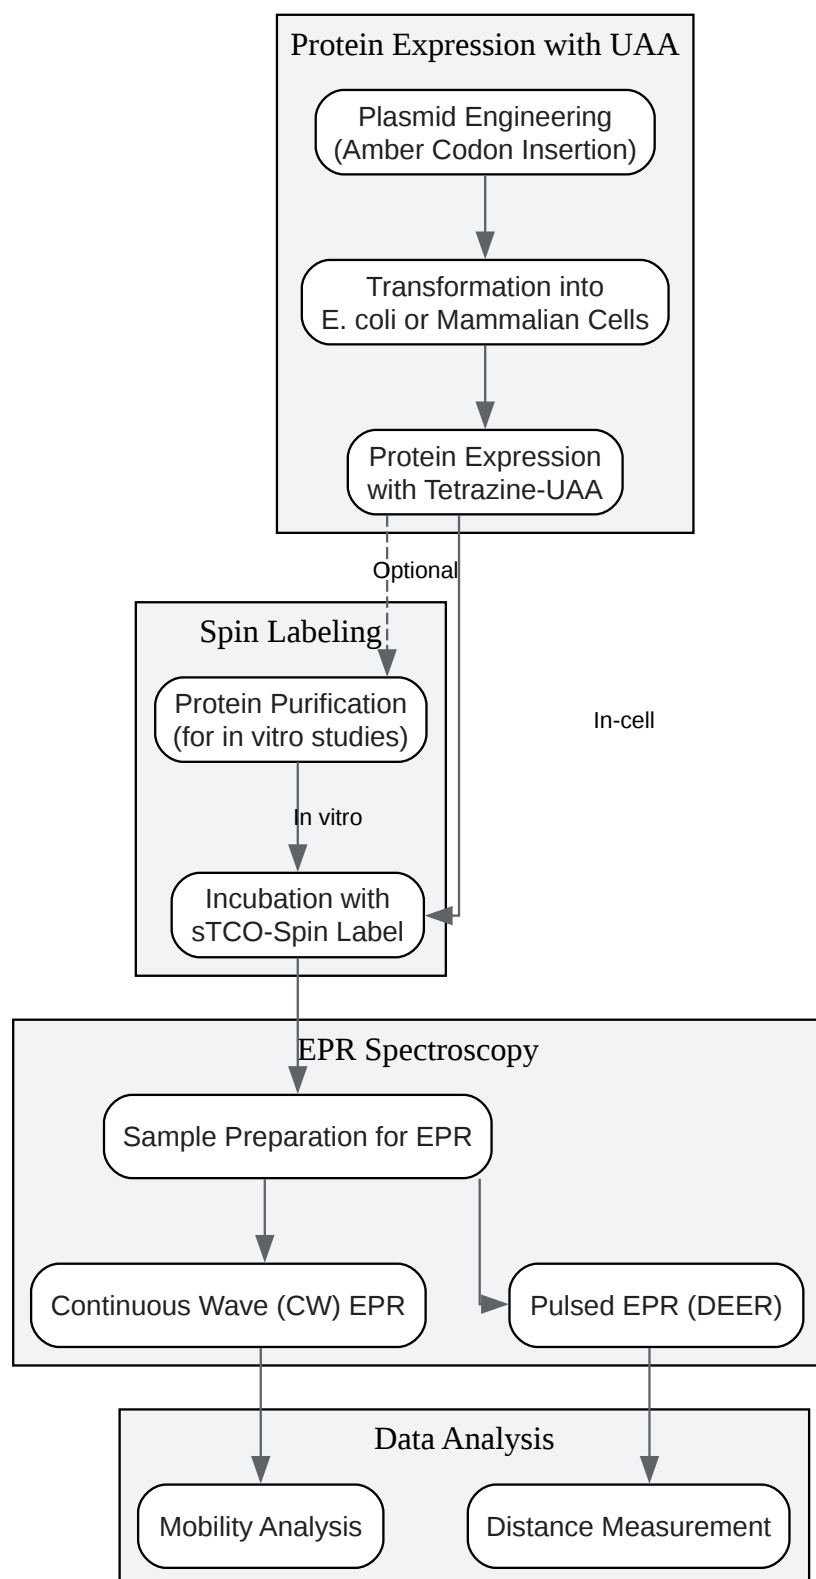 Protein Expression with UAA
Plasmid Engineering
(Amber Codon Insertion)
Transformation into
E. coli or Mammalian Cells
Protein Expression
with Tetrazine-UAA
Optional
Spin Labeling
Protein Purification
(for in vitro studies)
In-cell
In vitro
Incubation with
sTCO-Spin Label
EPR Spectroscopy
Sample Preparation for EPR
Continuous Wave (CW) EPR
Pulsed EPR (DEER)
Data Analysis
Mobility Analysis
Distance Measurement